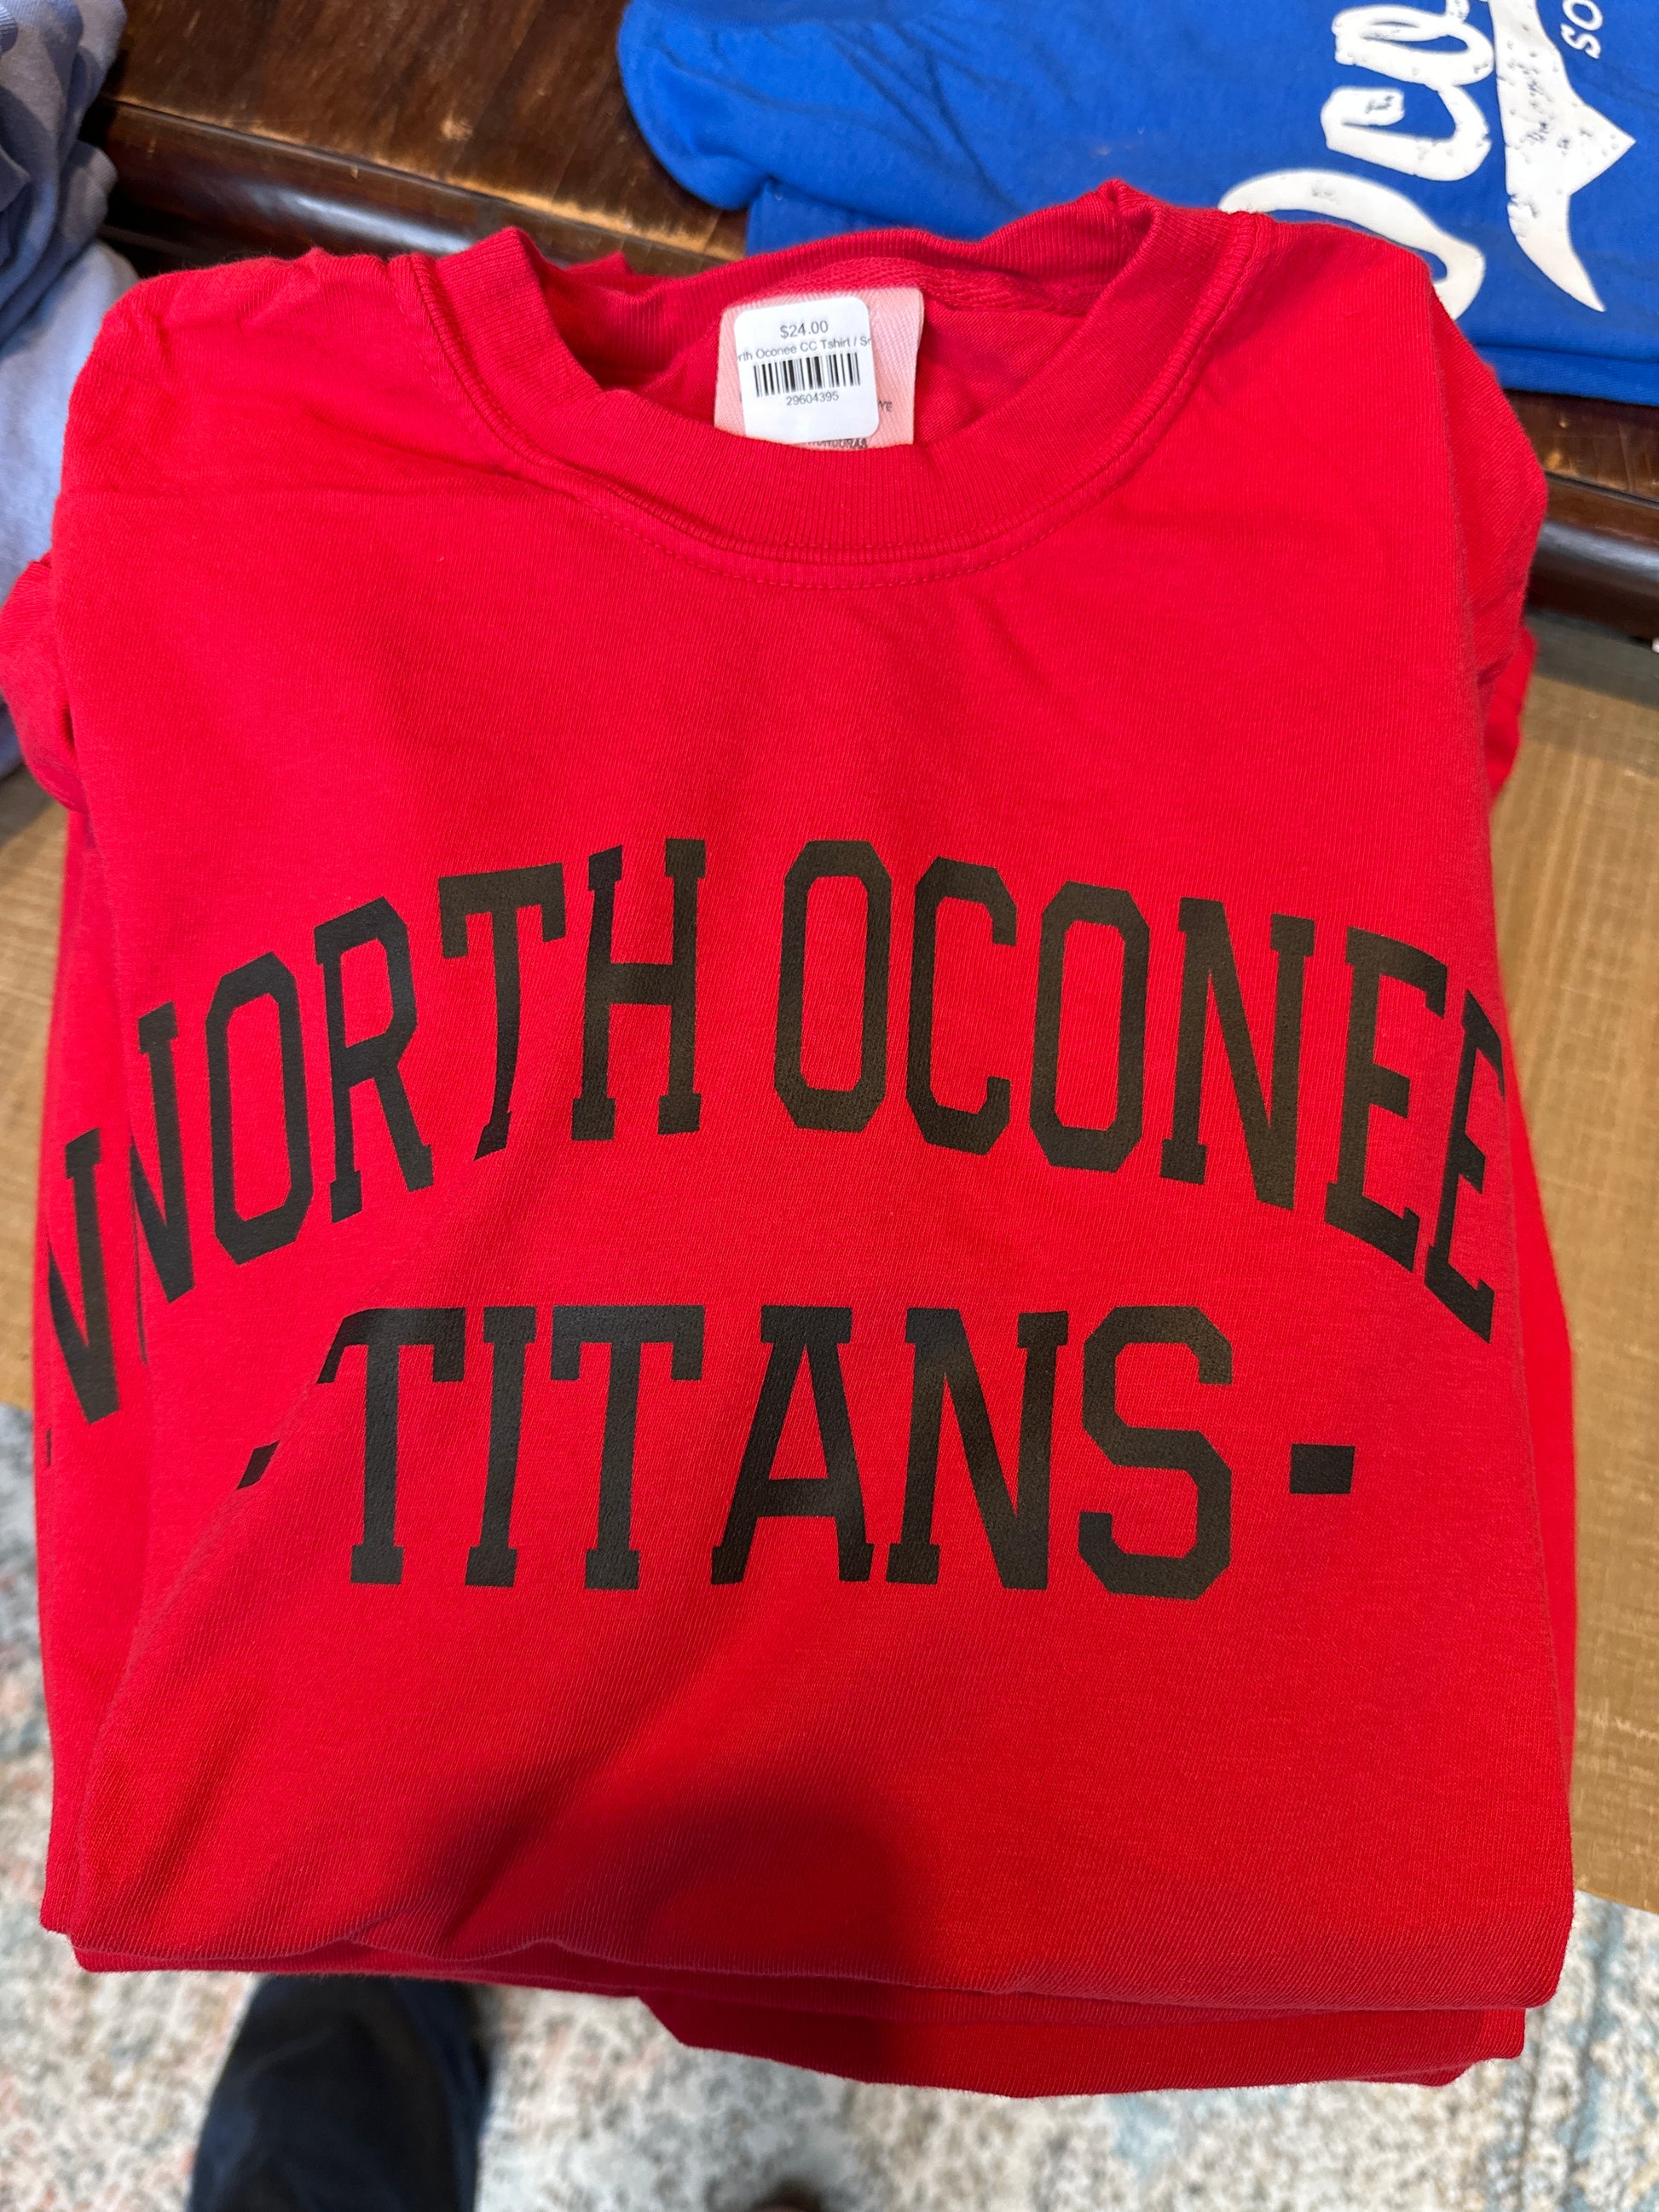 $24.00
rth Oconee CC Tshirt / S
29604395
NORTH OCONEE
-TITANS-
SO
N